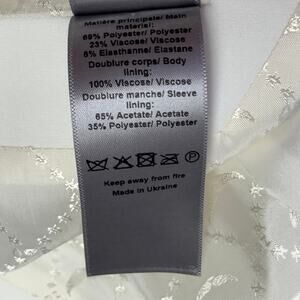 Matière principale/ Main
material:
69% Polyester/ Polyester
23% Viscose/ Viscose
6% Elasthanne/ Elastane
Doublure corps/ Body
lining:
100% Viscose/ Viscose
Doublure manche/ Sleeve
lining:
65% Acetate/ Acetate
35% Polyester/ Polyester
P
Keep away from fire
Made in Ukraine